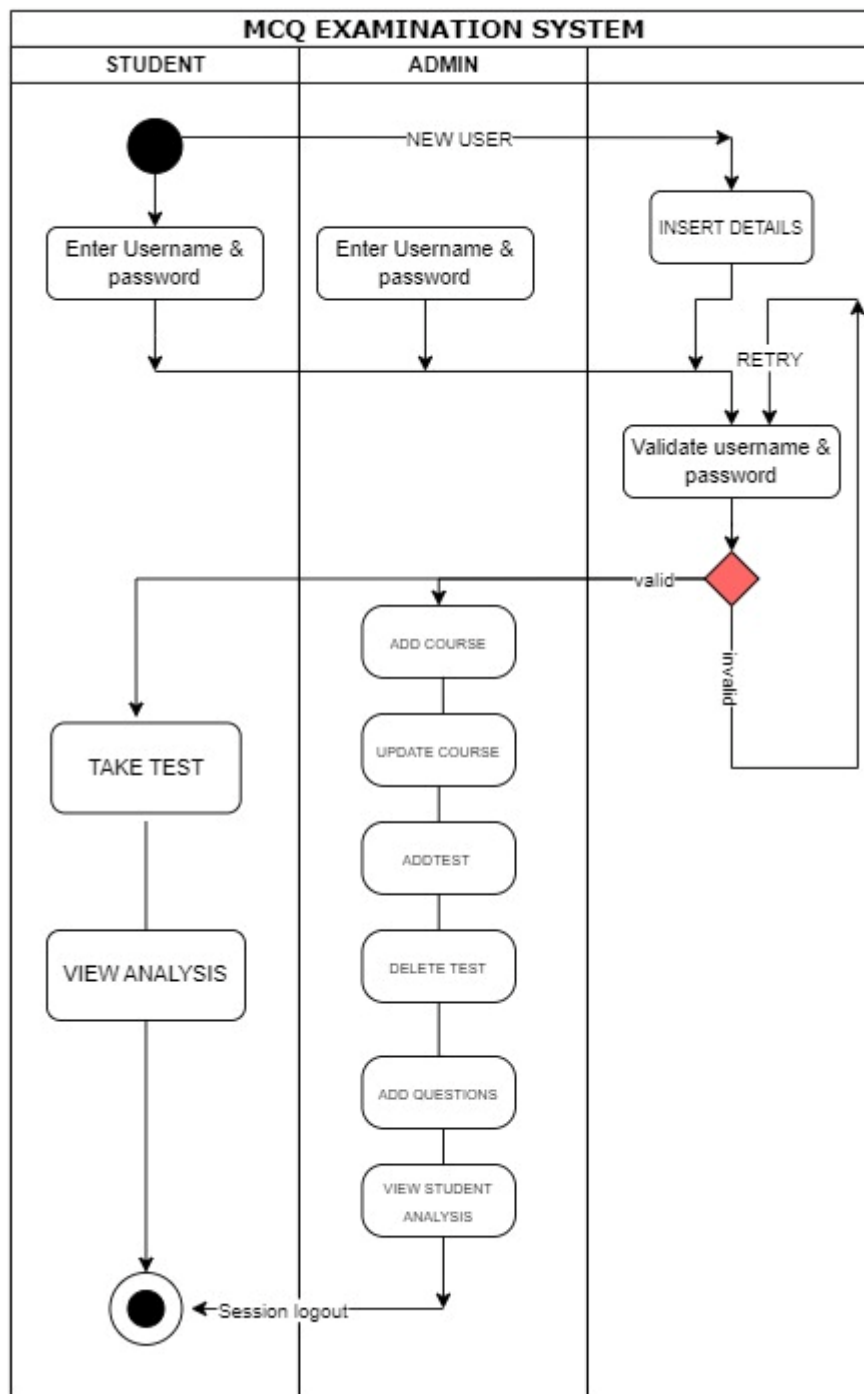 MCQ EXAMINATION SYSTEM
STUDENT
ADMIN
NEW USER
INSERT DETAILS
Enter Username &
password
Enter Username &
password
RETRY
Validate username &
password
valid
invalid
ADD COURSE
UPDATE COURSE
TAKE TEST
ADDTEST
DELETE TEST
VIEW ANALYSIS
ADD QUESTIONS
VIEW STUDENT
ANALYSIS
Session logout